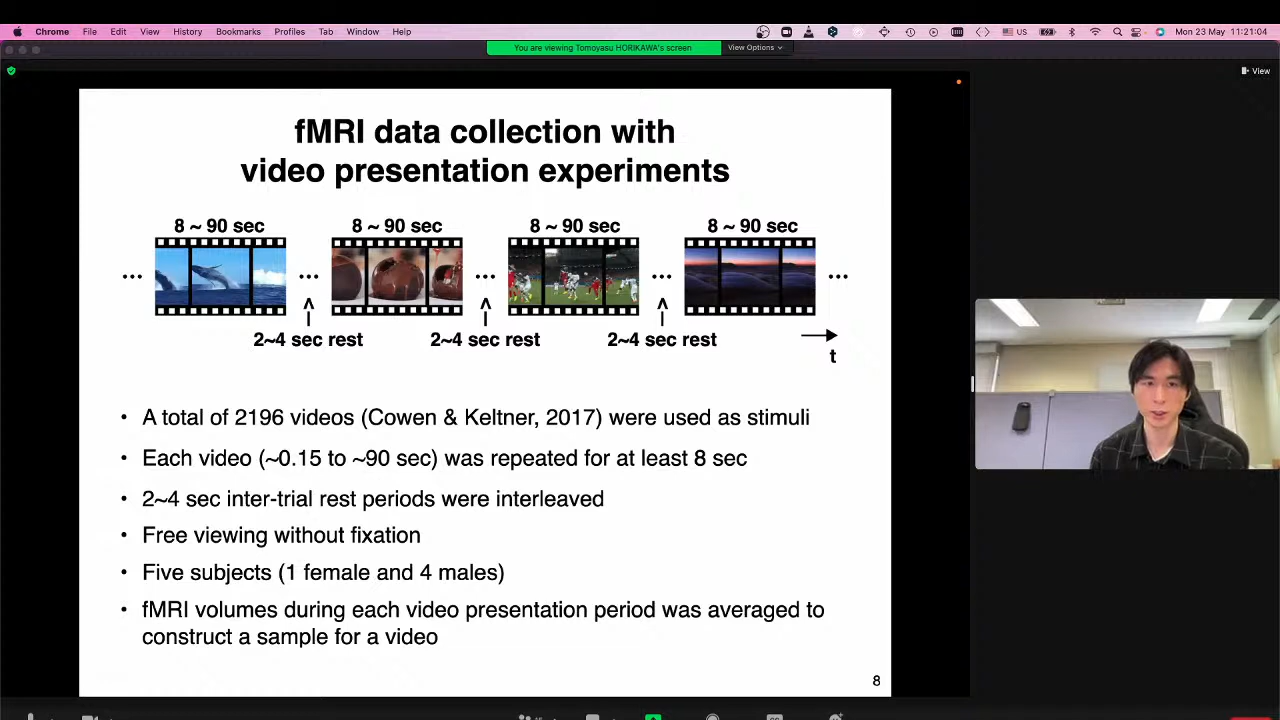 Chrome File Edit View History Bookmarks Profiles Tab Window Help US Mon 23 May 11:21:04
You are viewing Tomoyasu HORIKAWA's screen View Options
View
fMRI data collection with
video presentation experiments
8 ~ 90 sec 8 ~ 90 sec 8 ~ 90 sec 8 ~ 90 sec
... ... ... ... ...
2~4 sec rest 2~4 sec rest 2~4 sec rest
t
• A total of 2196 videos (Cowen & Keltner, 2017) were used as stimuli
• Each video (~0.15 to ~90 sec) was repeated for at least 8 sec
• 2~4 sec inter-trial rest periods were interleaved
• Free viewing without fixation
• Five subjects (1 female and 4 males)
• fMRI volumes during each video presentation period was averaged to
construct a sample for a video
8